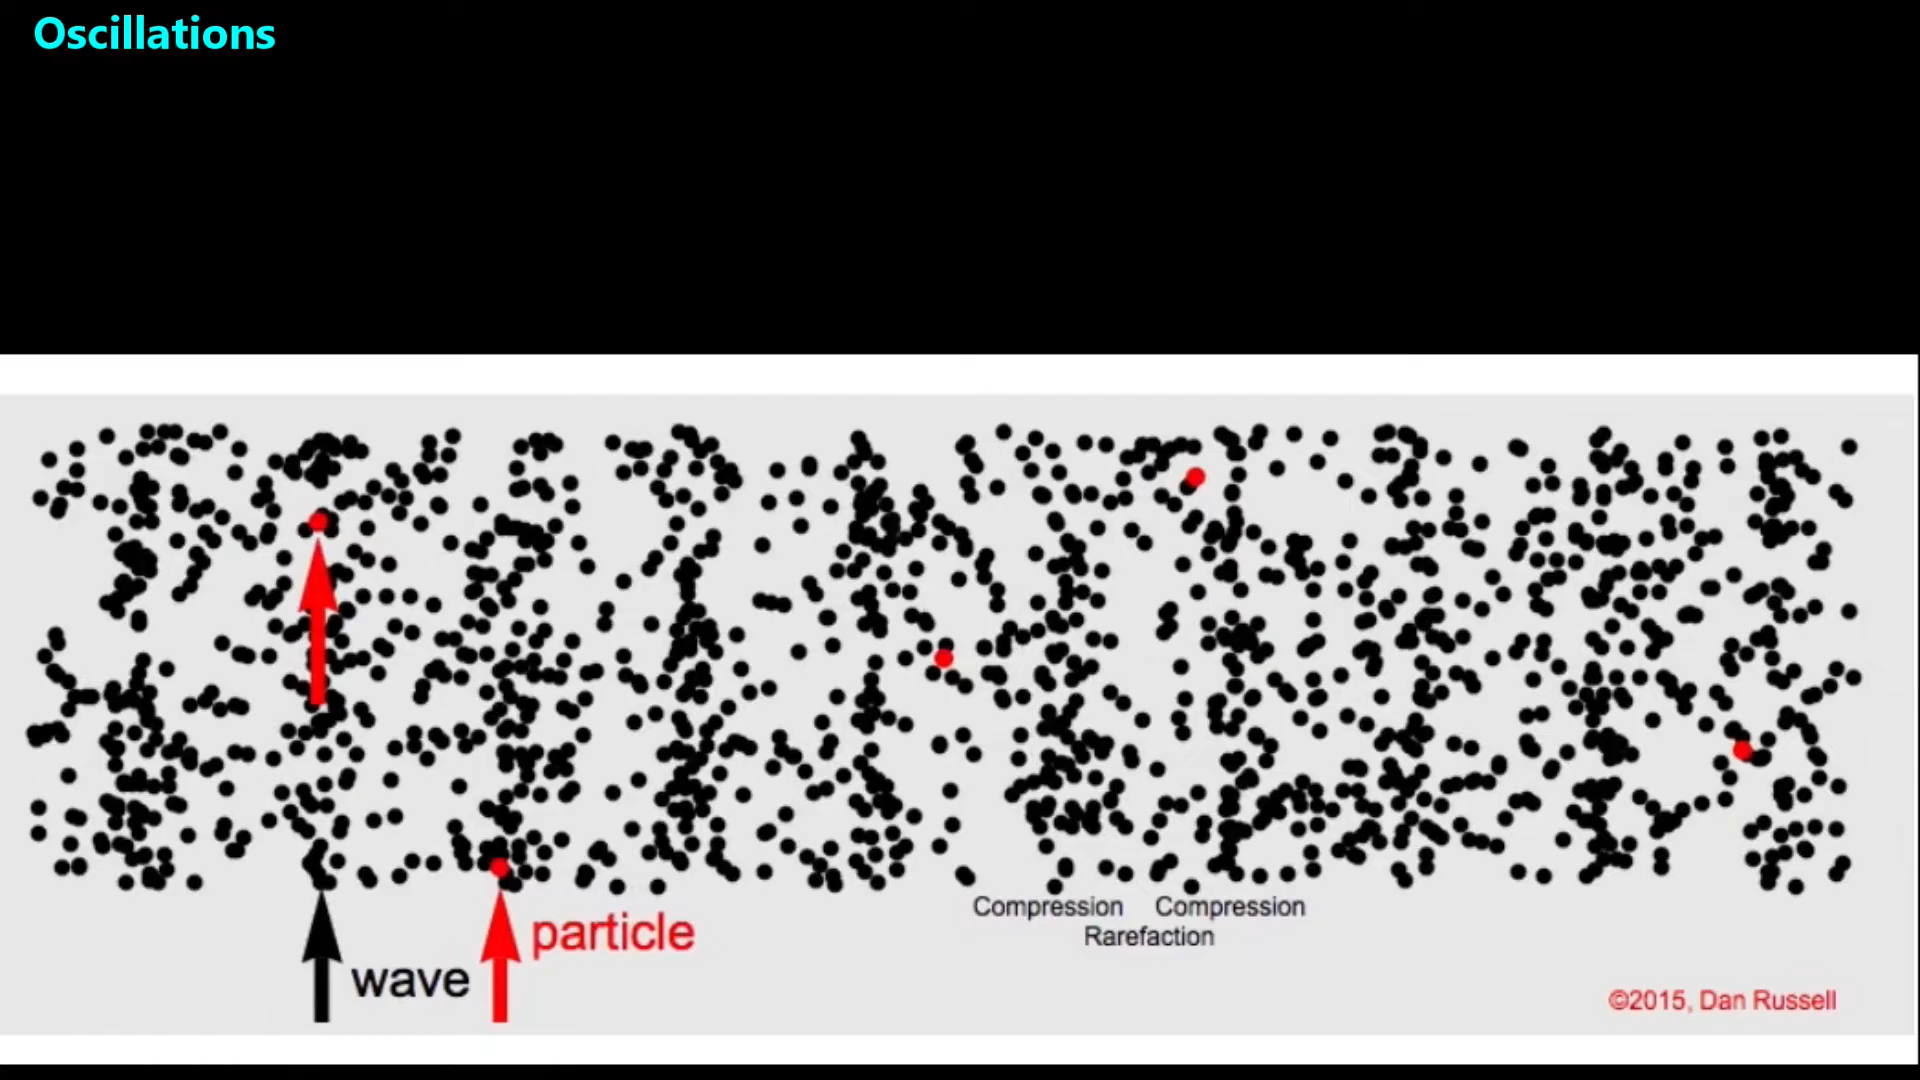 Oscillations
Compression Compression
Rarefaction
particle
wave
©2015, Dan Russell